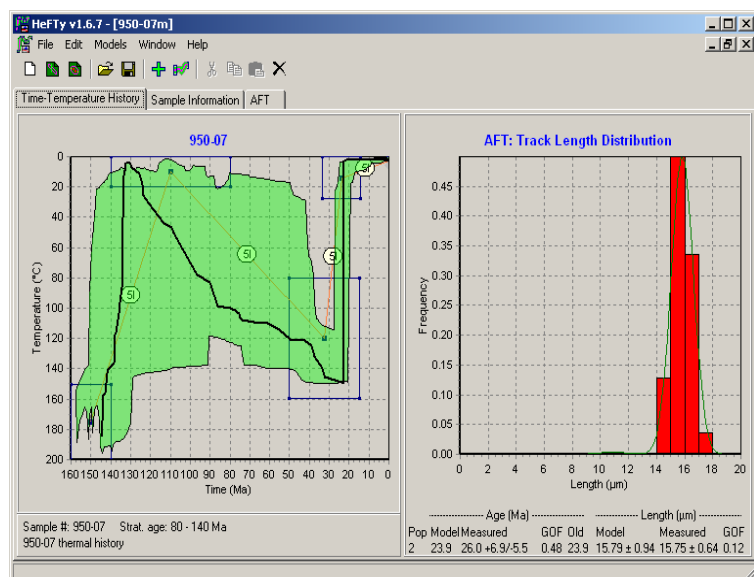 HeFTy v1.6.7 - [950-07m]
File Edit Models Window Help
Time-Temperature History Sample Information AFT
950-07
0
20
40
60
80
100
120
140
160
180
200
Temperature (°C)
5l
5l
5l
5l
160 150 140 130 120 110 100 90 80 70 60 50 40 30 20 10 0
Time (Ma)
Sample #: 950-07 Strat. age: 80 - 140 Ma
950-07 thermal history
AFT: Track Length Distribution
0.45
0.40
0.35
0.30
0.25
0.20
0.15
0.10
0.05
0.00
Frequency
0 2 4 6 8 10 12 14 16 18 20
Length (µm)
Age (Ma) Length (µm)
Pop Model Measured GOF Old Model Measured GOF
2 23.9 26.0 +6.9/-5.5 0.48 23.9 15.79 ± 0.94 15.75 ± 0.64 0.12